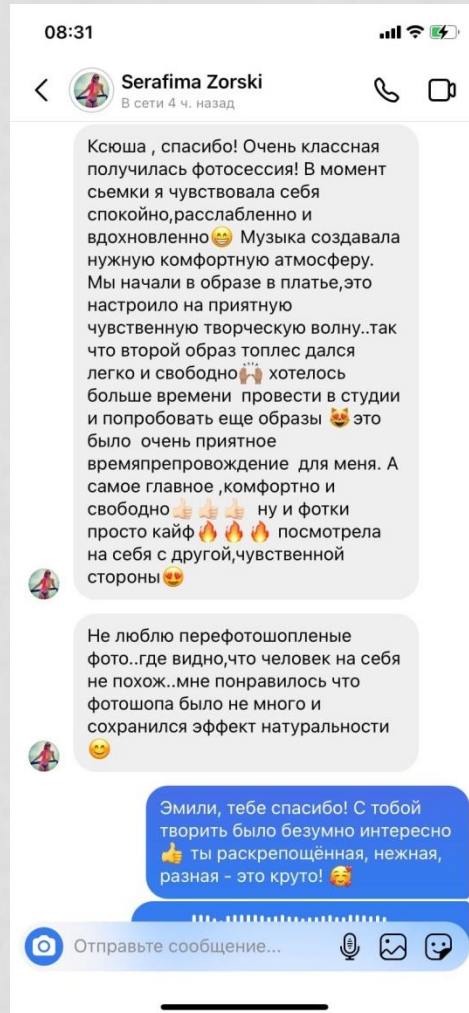 08:31
Serafima Zorski
В сети 4 ч. назад
Ксюша , спасибо! Очень классная
получилась фотосессия! В момент
сьемки я чувствовала себя
спокойно,расслабленно и
вдохновленно😁 Музыка создавала
нужную комфортную атмосферу.
Мы начали в образе в платье,это
настроило на приятную
чувственную творческую волну..так
что второй образ топлес дался
легко и свободно🙌🏽 хотелось
больше времени провести в студии
и попробовать еще образы 😻 это
было очень приятное
времяпрепровождение для меня. А
самое главное ,комфортно и
свободно👍🏻👍🏻👍🏻 ну и фотки
просто кайф🔥🔥🔥 посмотрела
на себя с другой,чувственной
стороны😍
Не люблю перефотошопленые
фото..где видно,что человек на себя
не похож..мне понравилось что
фотошопа было не много и
сохранился эффект натуральности
😊
Эмили, тебе спасибо! С тобой
творить было безумно интересно
👍 ты раскрепощённая, нежная,
разная - это круто! 🥰
Отправьте сообщение...